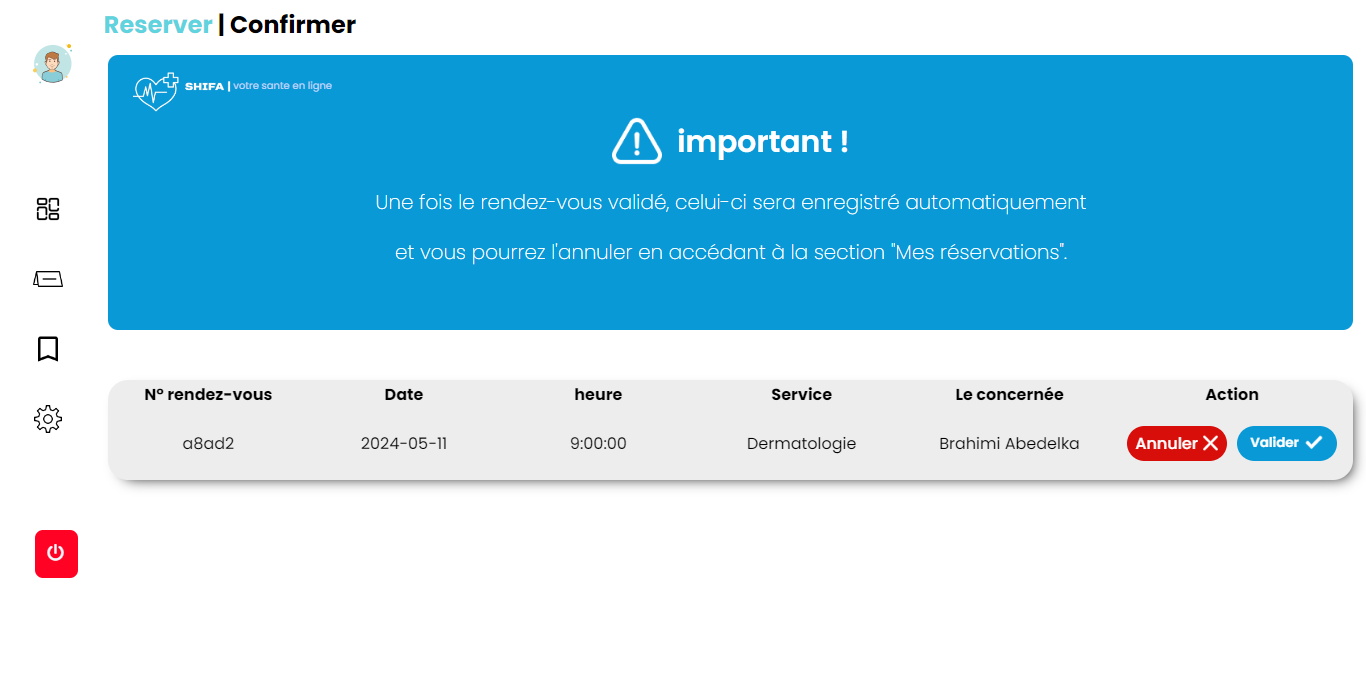 Reserver | Confirmer
SHIFA | votre sante en ligne
important !
Une fois le rendez-vous validé, celui-ci sera enregistré automatiquement
et vous pourrez l'annuler en accédant à la section "Mes réservations".
N° rendez-vous Date heure Service Le concernée Action
a8ad2 2024-05-11 9:00:00 Dermatologie Brahimi Abedelka Annuler Valider